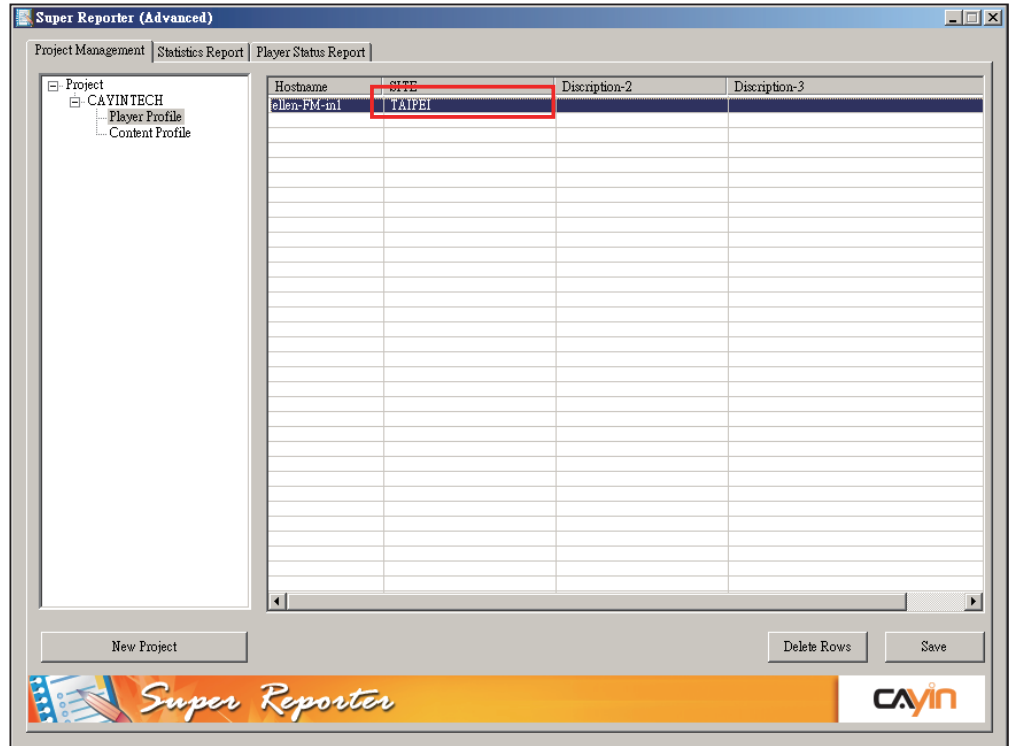 Super Reporter (Advanced)
Project Management Statistics Report Player Status Report
Project
CAYINTECH
Player Profile
Content Profile
Hostname SITE Discription-2 Discription-3
ellen-FM-in1 TAIPEI
New Project Delete Rows Save
Super Reporter CAYIN